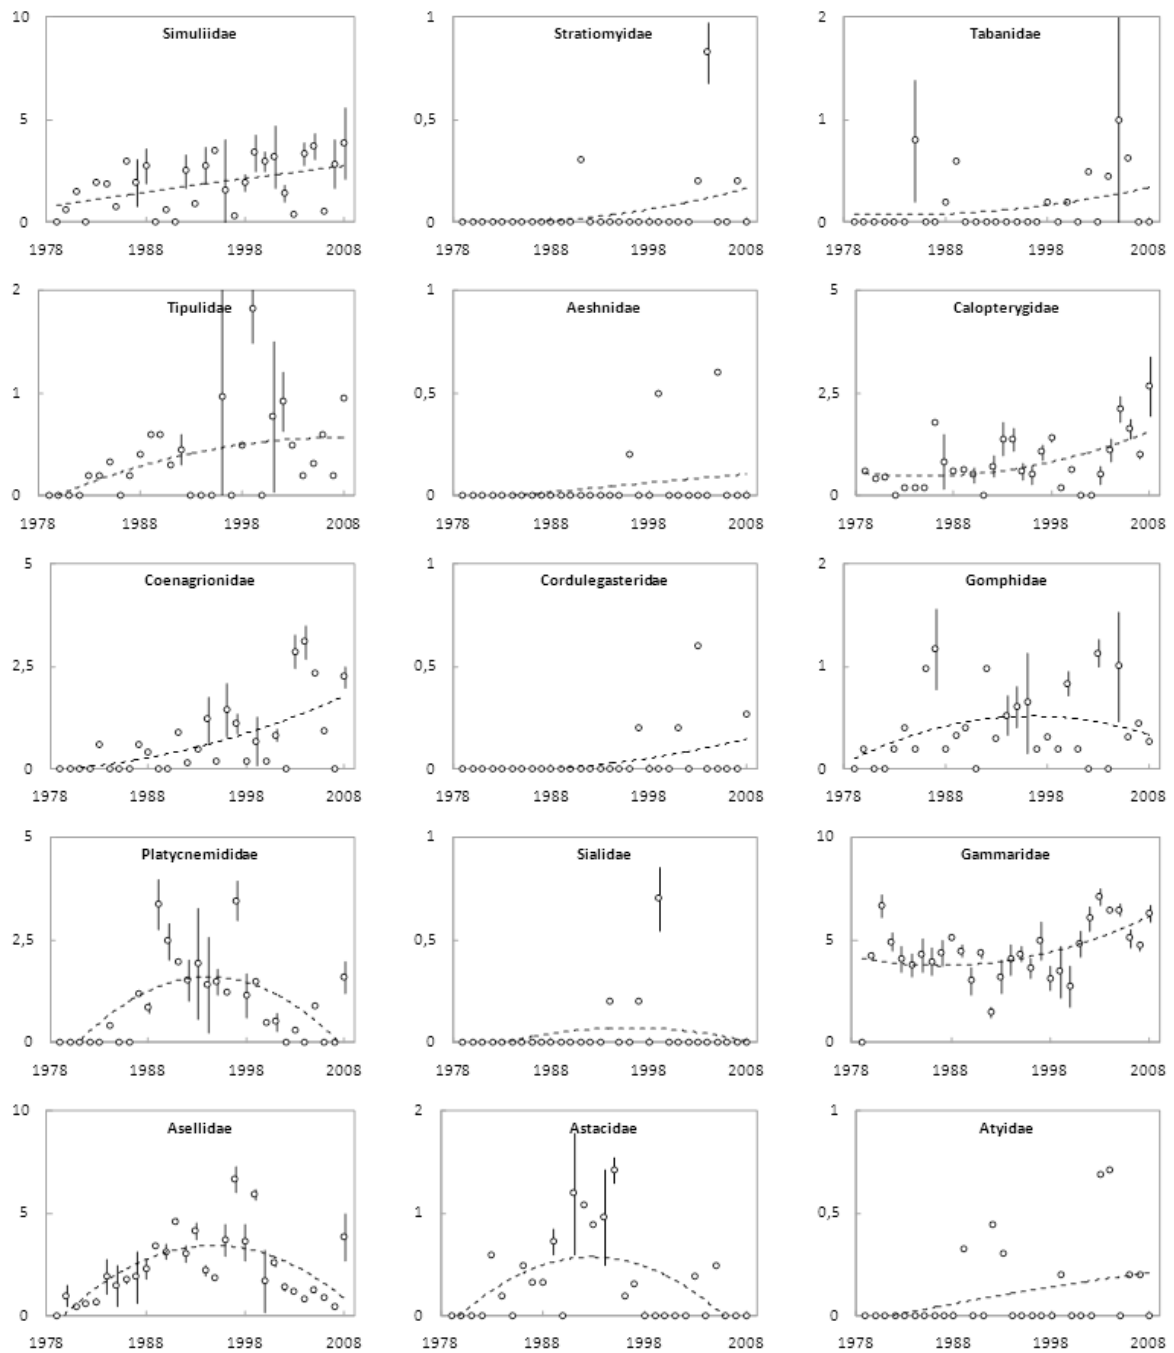 10 Simuliidae
5
0
1978 1988 1998 2008
1 Stratiomyidae
0,5
0
1978 1988 1998 2008
2 Tabanidae
1
0
1978 1988 1998 2008
2 Tipulidae
1
0
1978 1988 1998 2008
1 Aeshnidae
0,5
0
1978 1988 1998 2008
5 Calopterygidae
2,5
0
1978 1988 1998 2008
5 Coenagrionidae
2,5
0
1978 1988 1998 2008
1 Cordulegasteridae
0,5
0
1978 1988 1998 2008
2 Gomphidae
1
0
1978 1988 1998 2008
5 Platycnemididae
2,5
0
1978 1988 1998 2008
1 Sialidae
0,5
0
1978 1988 1998 2008
10 Gammaridae
5
0
1978 1988 1998 2008
10 Asellidae
5
0
1978 1988 1998 2008
2 Astacidae
1
0
1978 1988 1998 2008
1 Atyidae
0,5
0
1978 1988 1998 2008